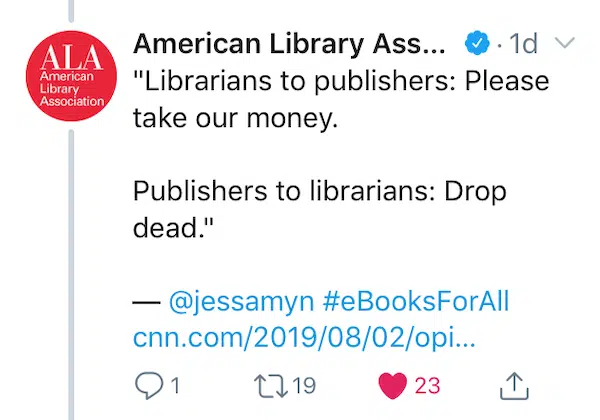 ALA
American
Library
Association
American Library Ass... · 1d
"Librarians to publishers: Please
take our money.
Publishers to librarians: Drop
dead."
— @jessamyn #eBooksForAll
cnn.com/2019/08/02/opi...
1 19 23